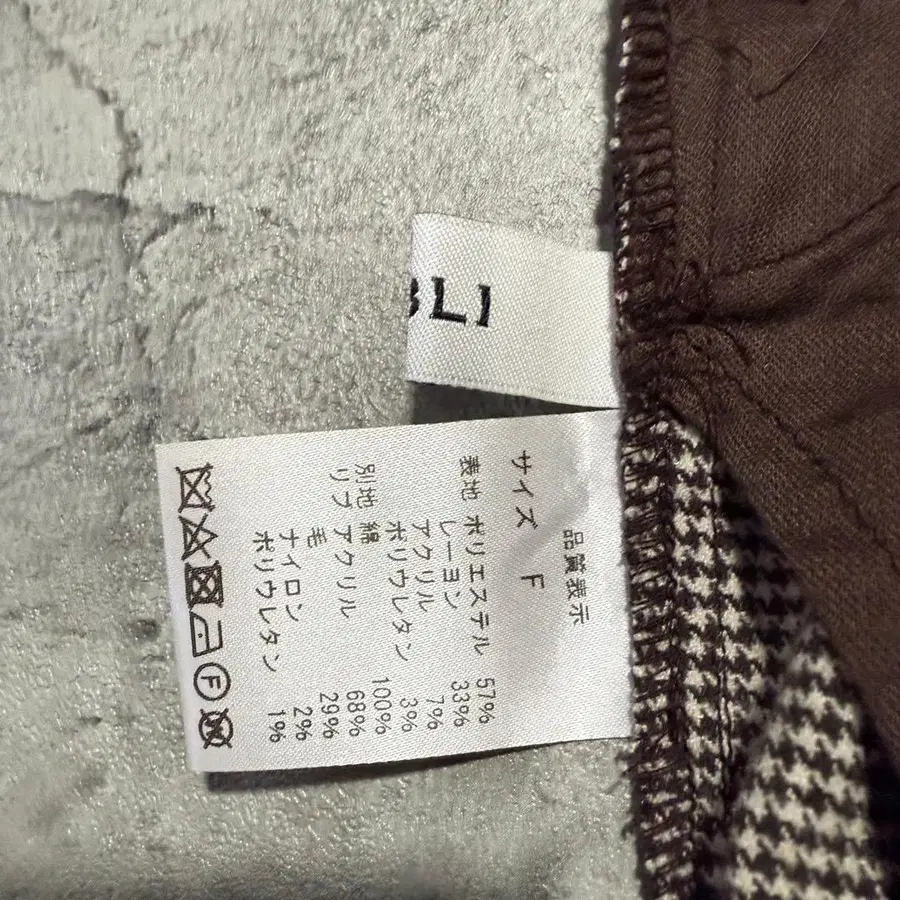 BLI
品質表示
サイズ F
表地 ポリエステル 57%
レーヨン 33%
アクリル 7%
ポリウレタン 3%
別地 綿 100%
リブ アクリル 68%
毛 29%
ナイロン 2%
ポリウレタン 1%
F